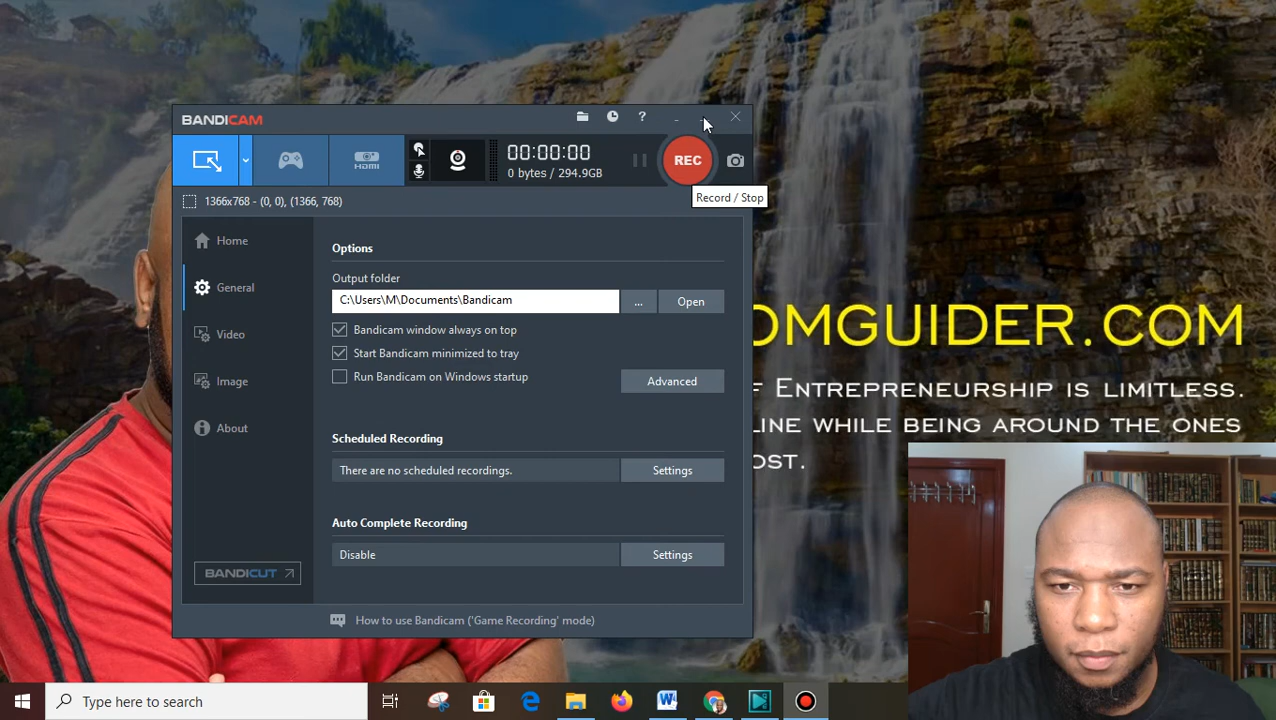 BANDICAM
?
HDMI
00:00:00
0 bytes / 294.9GB
REC
Record / Stop
1366x768 - (0, 0), (1366, 768)
Home
General
Video
Image
About
BANDICUT
Options
Output folder
C:\Users\M\Documents\Bandicam
...
Open
Bandicam window always on top
Start Bandicam minimized to tray
Run Bandicam on Windows startup
Advanced
Scheduled Recording
There are no scheduled recordings.
Settings
Auto Complete Recording
Disable
Settings
How to use Bandicam ('Game Recording' mode)
OMGUIDER.COM
F ENTREPRENEURSHIP IS LIMITLESS.
LINE WHILE BEING AROUND THE ONES
OST.
Type here to search